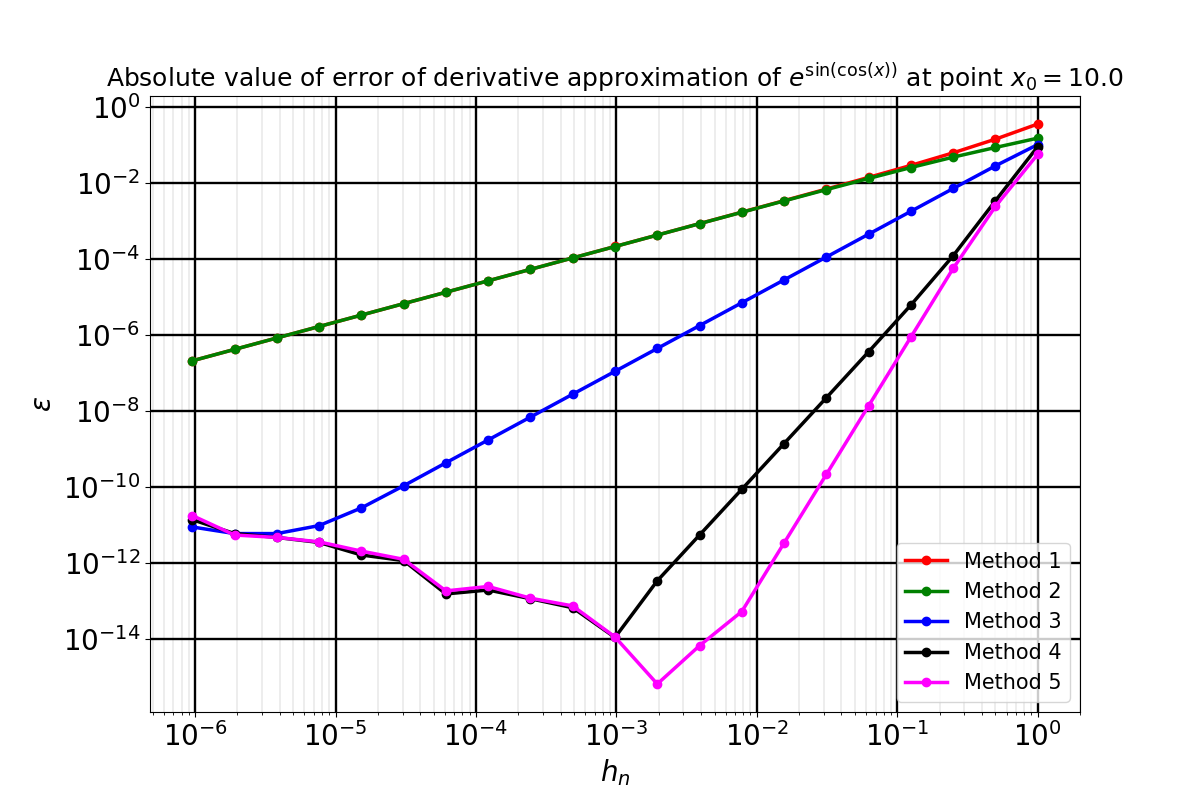 Absolute value of error of derivative approximation of $e^{\sin(\cos(x))}$ at point $x_0 = 10.0$
$10^{0}$
$10^{-2}$
$10^{-4}$
$10^{-6}$
$10^{-8}$
$10^{-10}$
$10^{-12}$
$10^{-14}$
ε
Method 1
Method 2
Method 3
Method 4
Method 5
$10^{-6}$ $10^{-5}$ $10^{-4}$ $10^{-3}$ $10^{-2}$ $10^{-1}$ $10^{0}$
$h_n$